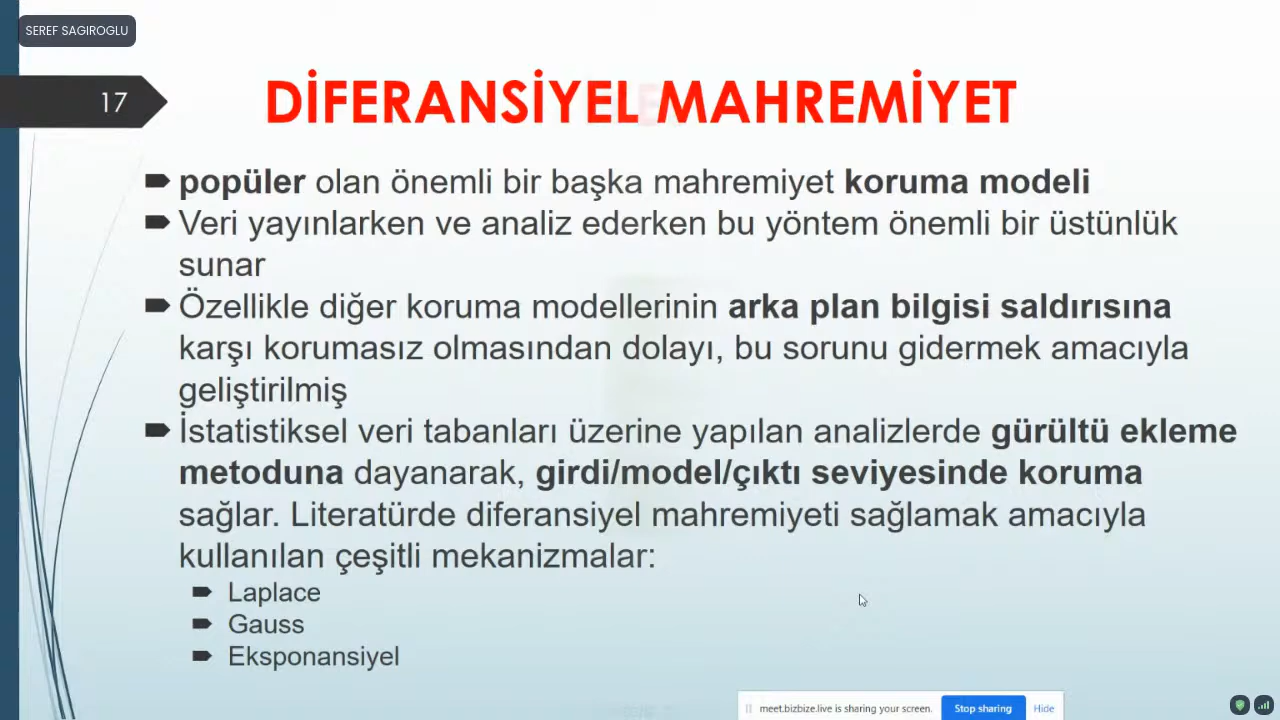 SEREF SAGIROGLU
17
DİFERANSİYEL MAHREMİYET
popüler olan önemli bir başka mahremiyet koruma modeli
Veri yayınlarken ve analiz ederken bu yöntem önemli bir üstünlük
sunar
Özellikle diğer koruma modellerinin arka plan bilgisi saldırısına
karşı korumasız olmasından dolayı, bu sorunu gidermek amacıyla
geliştirilmiş
İstatistiksel veri tabanları üzerine yapılan analizlerde gürültü ekleme
metoduna dayanarak, girdi/model/çıktı seviyesinde koruma
sağlar. Literatürde diferansiyel mahremiyeti sağlamak amacıyla
kullanılan çeşitli mekanizmalar:
Laplace
Gauss
Eksponansiyel
meet.bizbize.live is sharing your screen. Stop sharing Hide